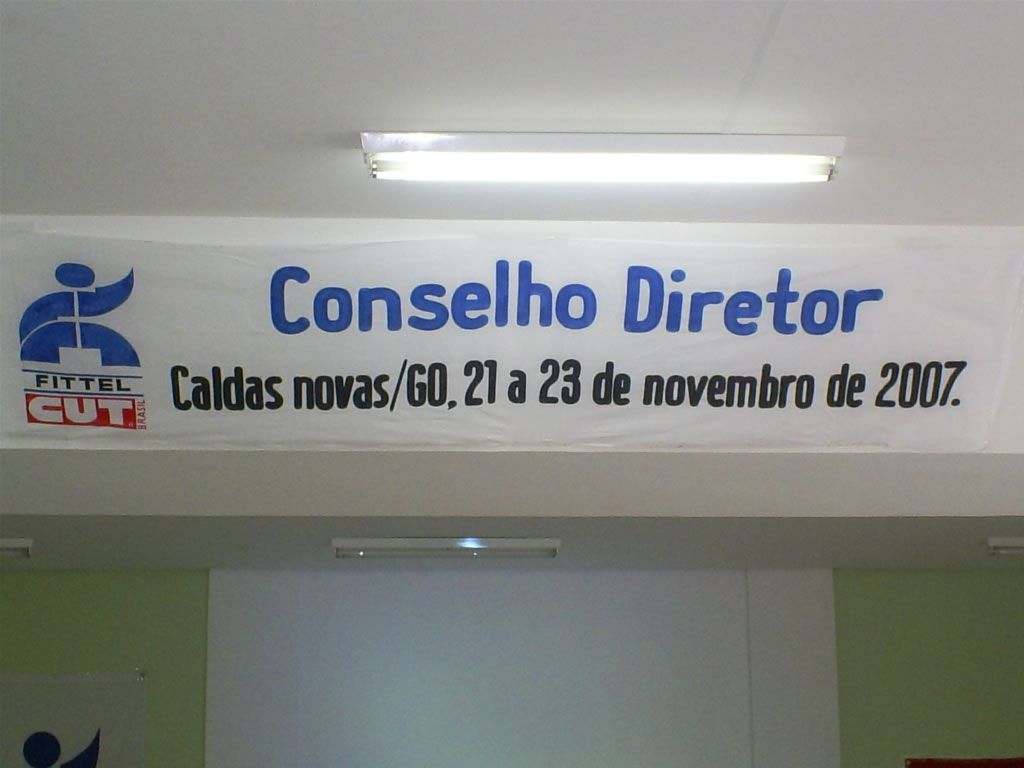 Conselho Diretor
Caldas novas/GO, 21 a 23 de novembro de 2007.
FITTEL
CUT
BRASIL